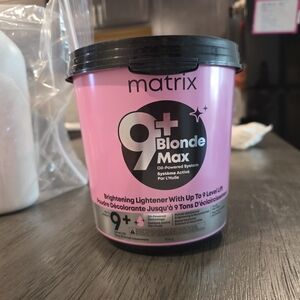 matrix
9+
Blonde
Max
Oil-Powered System
Système Activé
Par L'Huile
Brightening Lightener With Up To 9 Level Lift
Poudre Décolorante Jusqu'à 9 Tons D'éclaircissement
9+